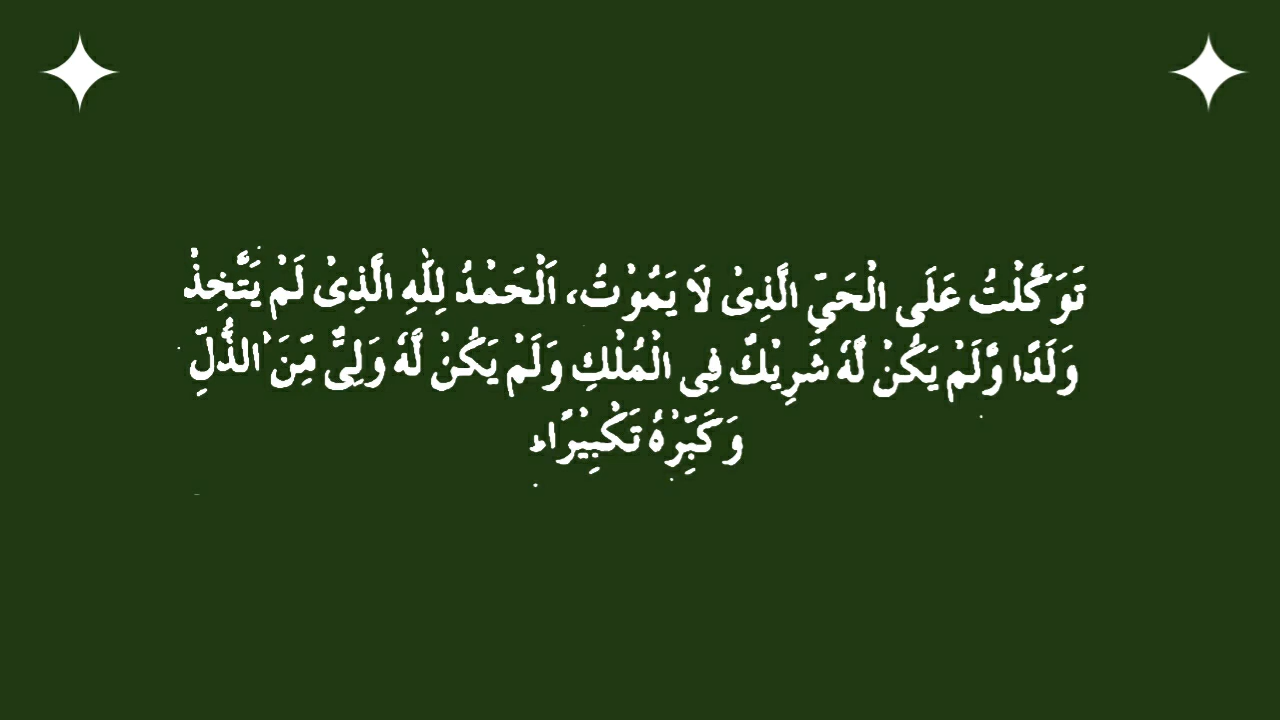 تَوَكَّلْتُ عَلَى الْحَيِّ الَّذِىْ لَا يَمُوْتُ، اَلْحَمْدُ لِلّٰهِ الَّذِىْ لَمْ يَتَّخِذْ
وَلَدًا وَّلَمْ يَكُنْ لَّهٗ شَرِيْكٌ فِى الْمُلْكِ وَلَمْ يَكُنْ لَّهٗ وَلِىٌّ مِّنَ الذُّلِّ
وَكَبِّرْهُ تَكْبِيْرًا